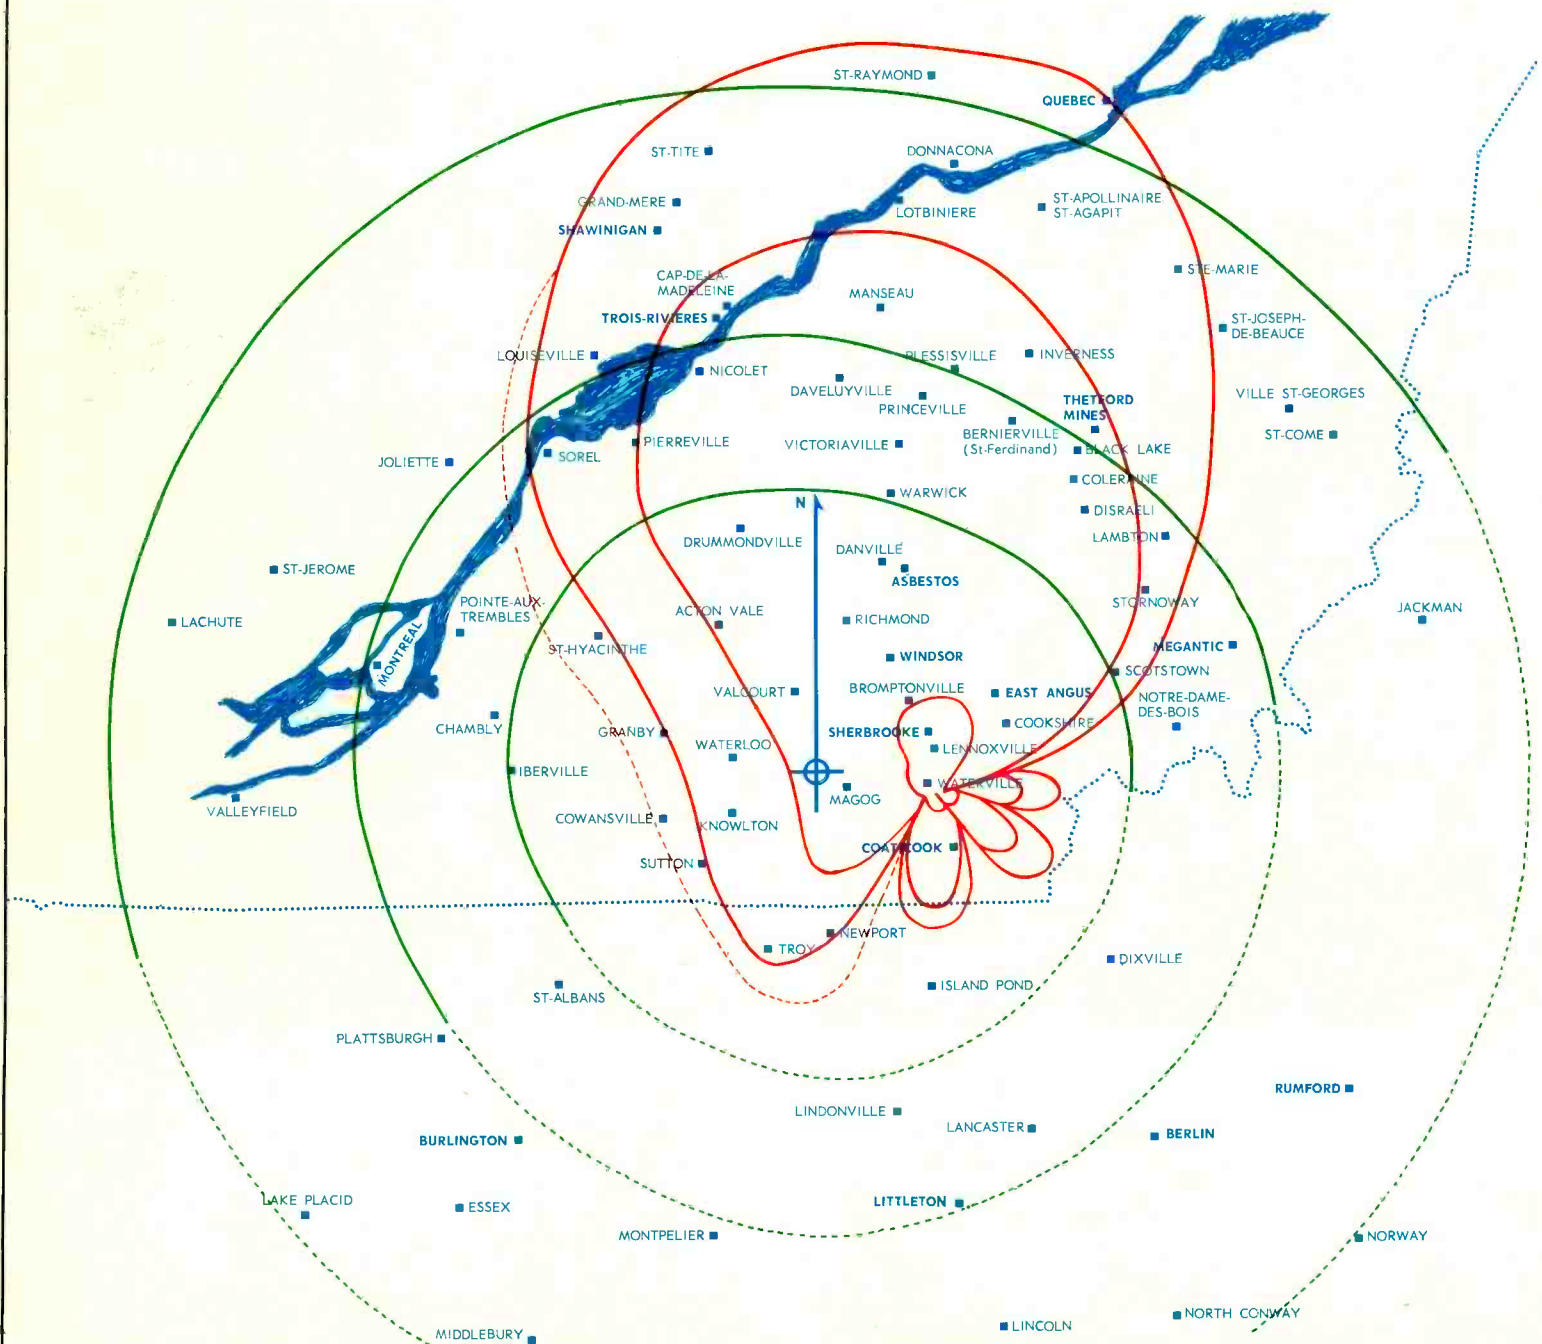 ST-RAYMOND
QUEBEC
ST-TITE
DONNACONA
GRAND-MERE
ST-APOLLINAIRE
ST-AGAPIT
LOTBINIERE
SHAWINIGAN
STE-MARIE
CAP-DE-LA-
MADELEINE
MANSEAU
TROIS-RIVIERES
ST-JOSEPH-
DE-BEAUCE
LOUISEVILLE
PLESSISVILLE
INVERNESS
NICOLET
DAVELUYVILLE
VILLE ST-GEORGES
PRINCEVILLE
THETFORD
MINES
BERNIERVILLE
(St-Ferdinand)
ST-COME
PIERREVILLE
VICTORIAVILLE
BLACK LAKE
SOREL
JOLIETTE
COLERAINE
WARWICK
N
DISRAELI
DRUMMONDVILLE
LAMBTON
DANVILLE
ASBESTOS
ST-JEROME
POINTE-AUX-
TREMBLES
STORNOWAY
JACKMAN
ACTON VALE
RICHMOND
LACHUTE
MONTREAL
ST-HYACINTHE
MEGANTIC
WINDSOR
SCOTSTOWN
VALCOURT
BROMPTONVILLE
EAST ANGUS
NOTRE-DAME-
DES-BOIS
CHAMBLY
COOKSHIRE
GRANBY
SHERBROOKE
WATERLOO
LENNOXVILLE
IBERVILLE
WATERVILLE
MAGOG
VALLEYFIELD
COWANSVILLE
KNOWLTON
COATICOOK
SUTTON
NEWPORT
TROY
DIXVILLE
ISLAND POND
ST-ALBANS
PLATTSBURGH
RUMFORD
LINDONVILLE
LANCASTER
BERLIN
BURLINGTON
LAKE PLACID
ESSEX
LITTLETON
MONTPELIER
NORWAY
NORTH CONWAY
LINCOLN
MIDDLEBURY